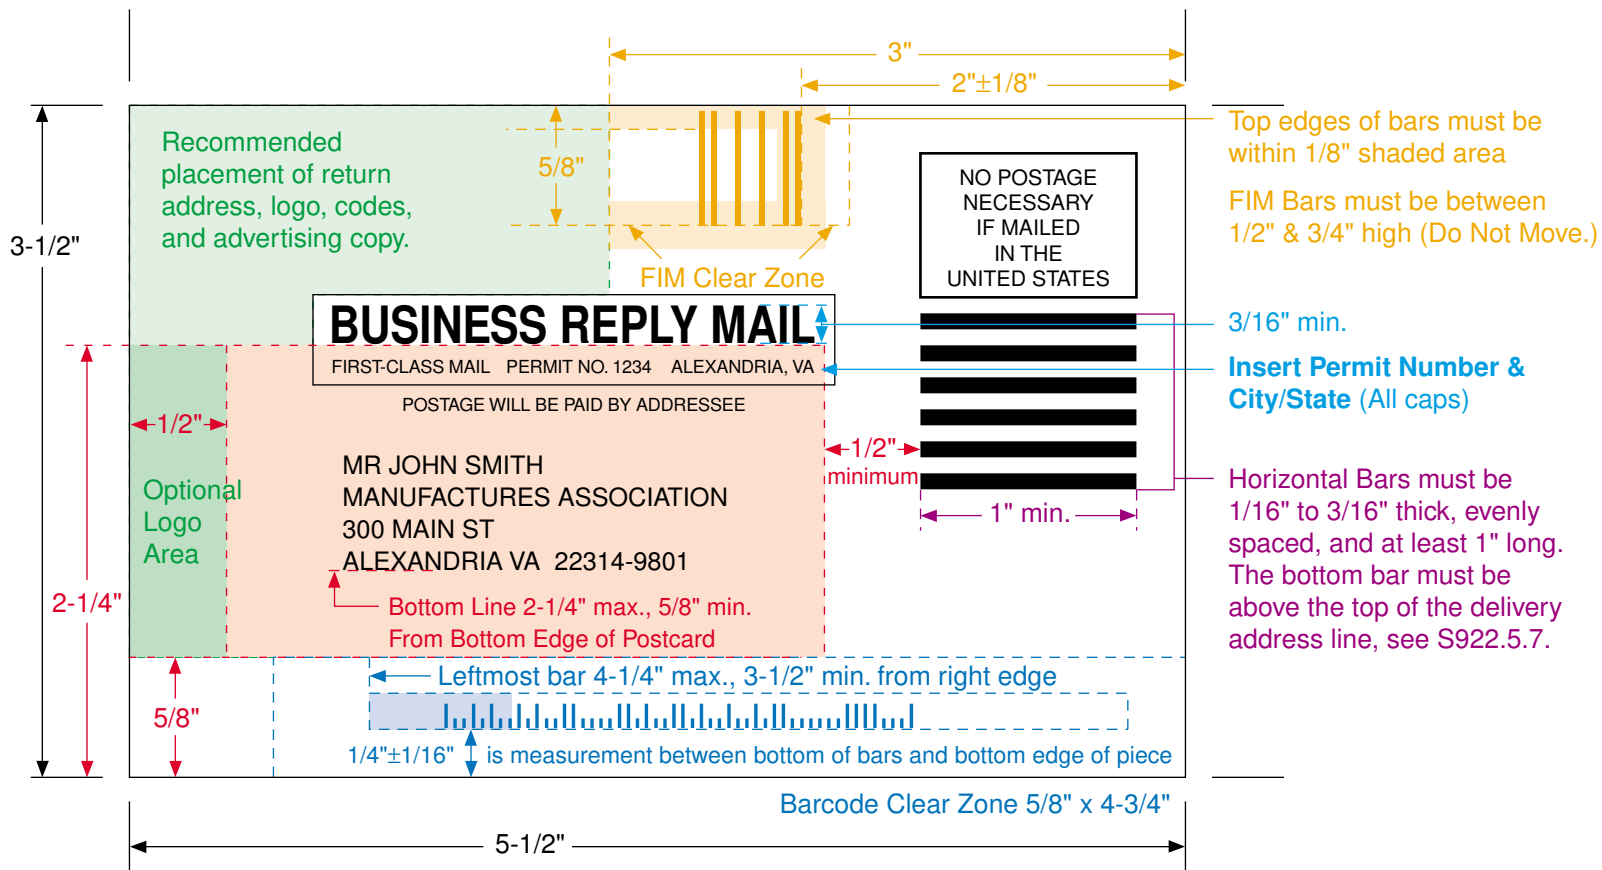 3"
2"±1/8"
Recommended
placement of return
address, logo, codes,
and advertising copy.
5/8"
Top edges of bars must be
within 1/8" shaded area
FIM Bars must be between
1/2" & 3/4" high (Do Not Move.)
NO POSTAGE
NECESSARY
IF MAILED
IN THE
UNITED STATES
3-1/2"
FIM Clear Zone
BUSINESS REPLY MAIL
FIRST-CLASS MAIL PERMIT NO. 1234 ALEXANDRIA, VA
3/16" min.
Insert Permit Number &
City/State (All caps)
POSTAGE WILL BE PAID BY ADDRESSEE
1/2"
1/2"
minimum
MR JOHN SMITH
MANUFACTURES ASSOCIATION
300 MAIN ST
ALEXANDRIA VA 22314-9801
Optional
Logo
Area
1" min.
Horizontal Bars must be
1/16" to 3/16" thick, evenly
spaced, and at least 1" long.
The bottom bar must be
above the top of the delivery
address line, see S922.5.7.
2-1/4"
Bottom Line 2-1/4" max., 5/8" min.
From Bottom Edge of Postcard
Leftmost bar 4-1/4" max., 3-1/2" min. from right edge
5/8"
1/4"±1/16" is measurement between bottom of bars and bottom edge of piece
Barcode Clear Zone 5/8" x 4-3/4"
5-1/2"